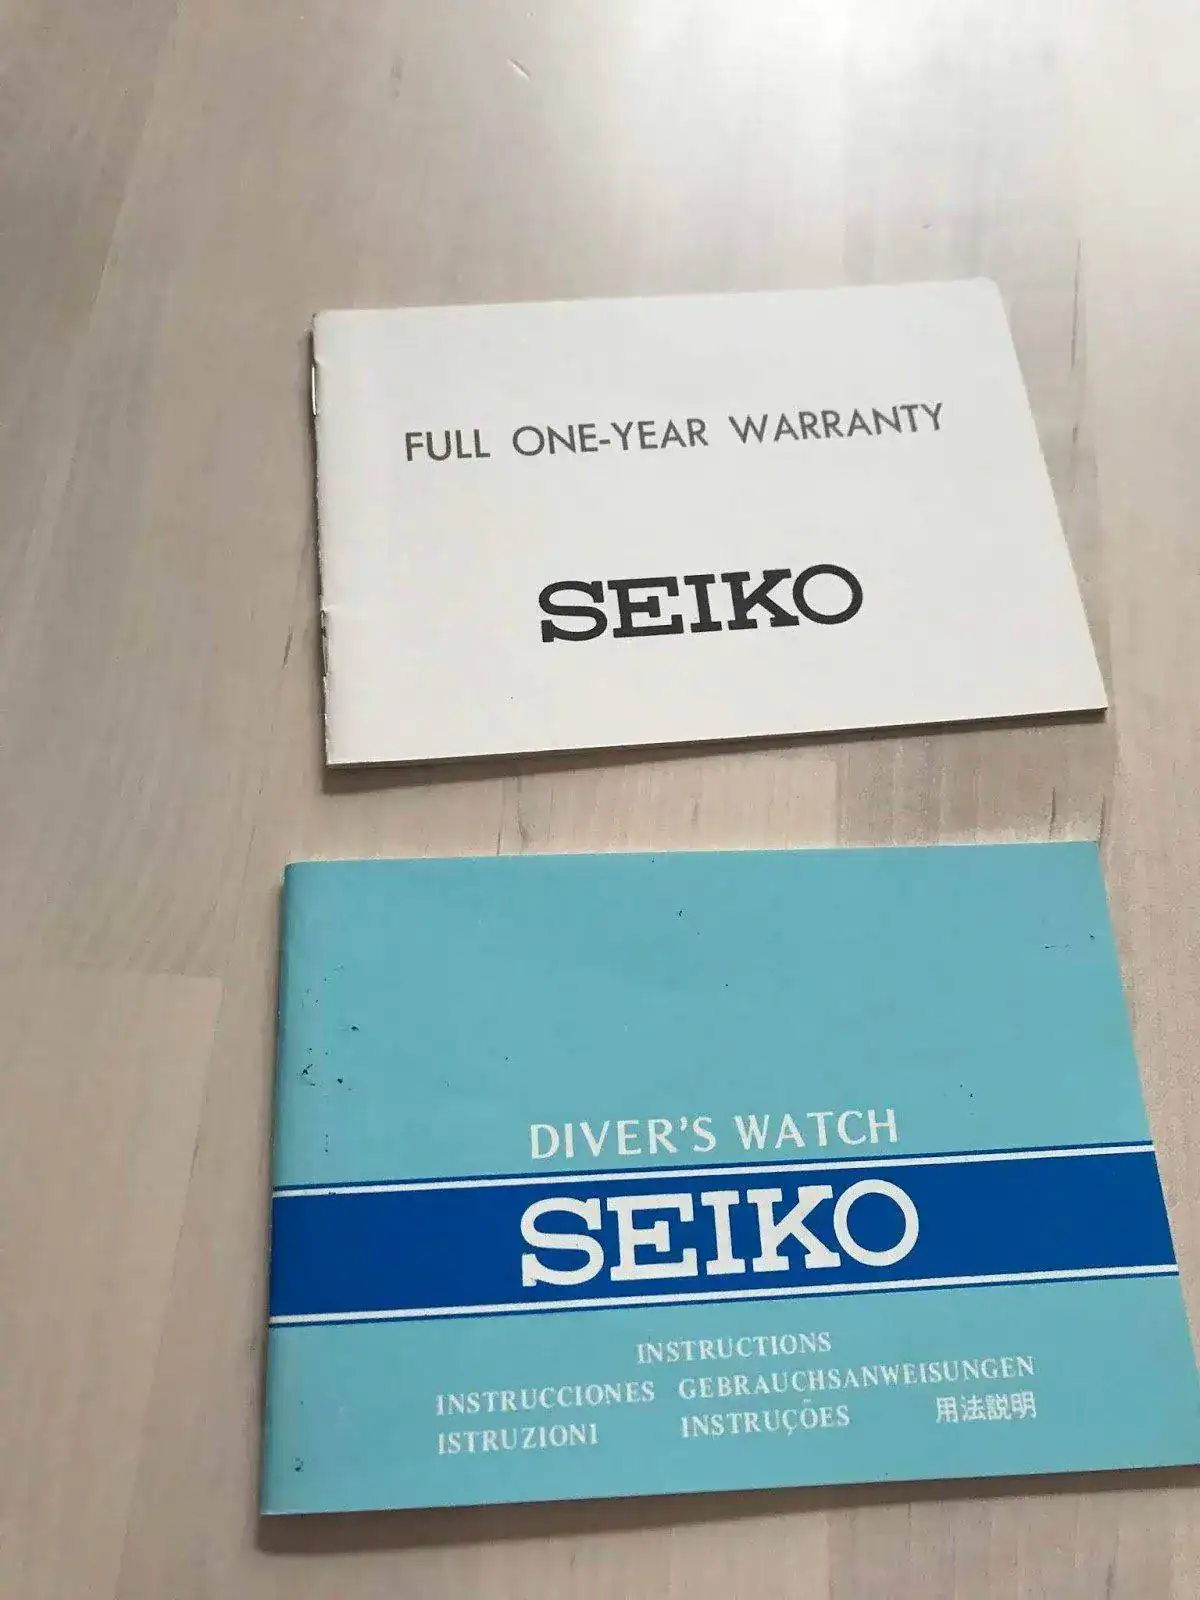 FULL ONE-YEAR WARRANTY
SEIKO
DIVER'S WATCH
SEIKO
INSTRUCTIONS
INSTRUCCIONES GEBRAUCHSANWEISUNGEN
ISTRUZIONI INSTRUÇÕES 用法説明